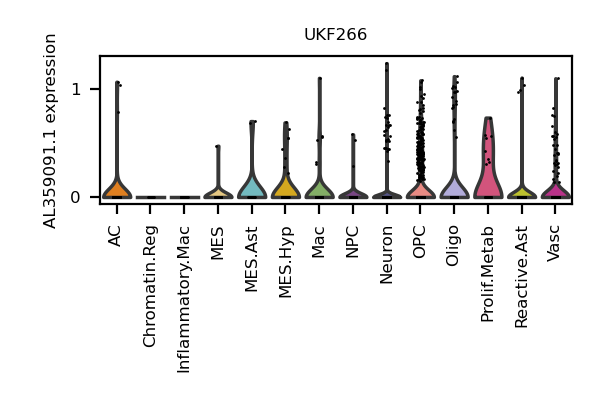 UKF266
AL359091.1 expression
1
0
AC
Chromatin.Reg
Inflammatory.Mac
MES
MES.Ast
MES.Hyp
Mac
NPC
Neuron
OPC
Oligo
Prolif.Metab
Reactive.Ast
Vasc